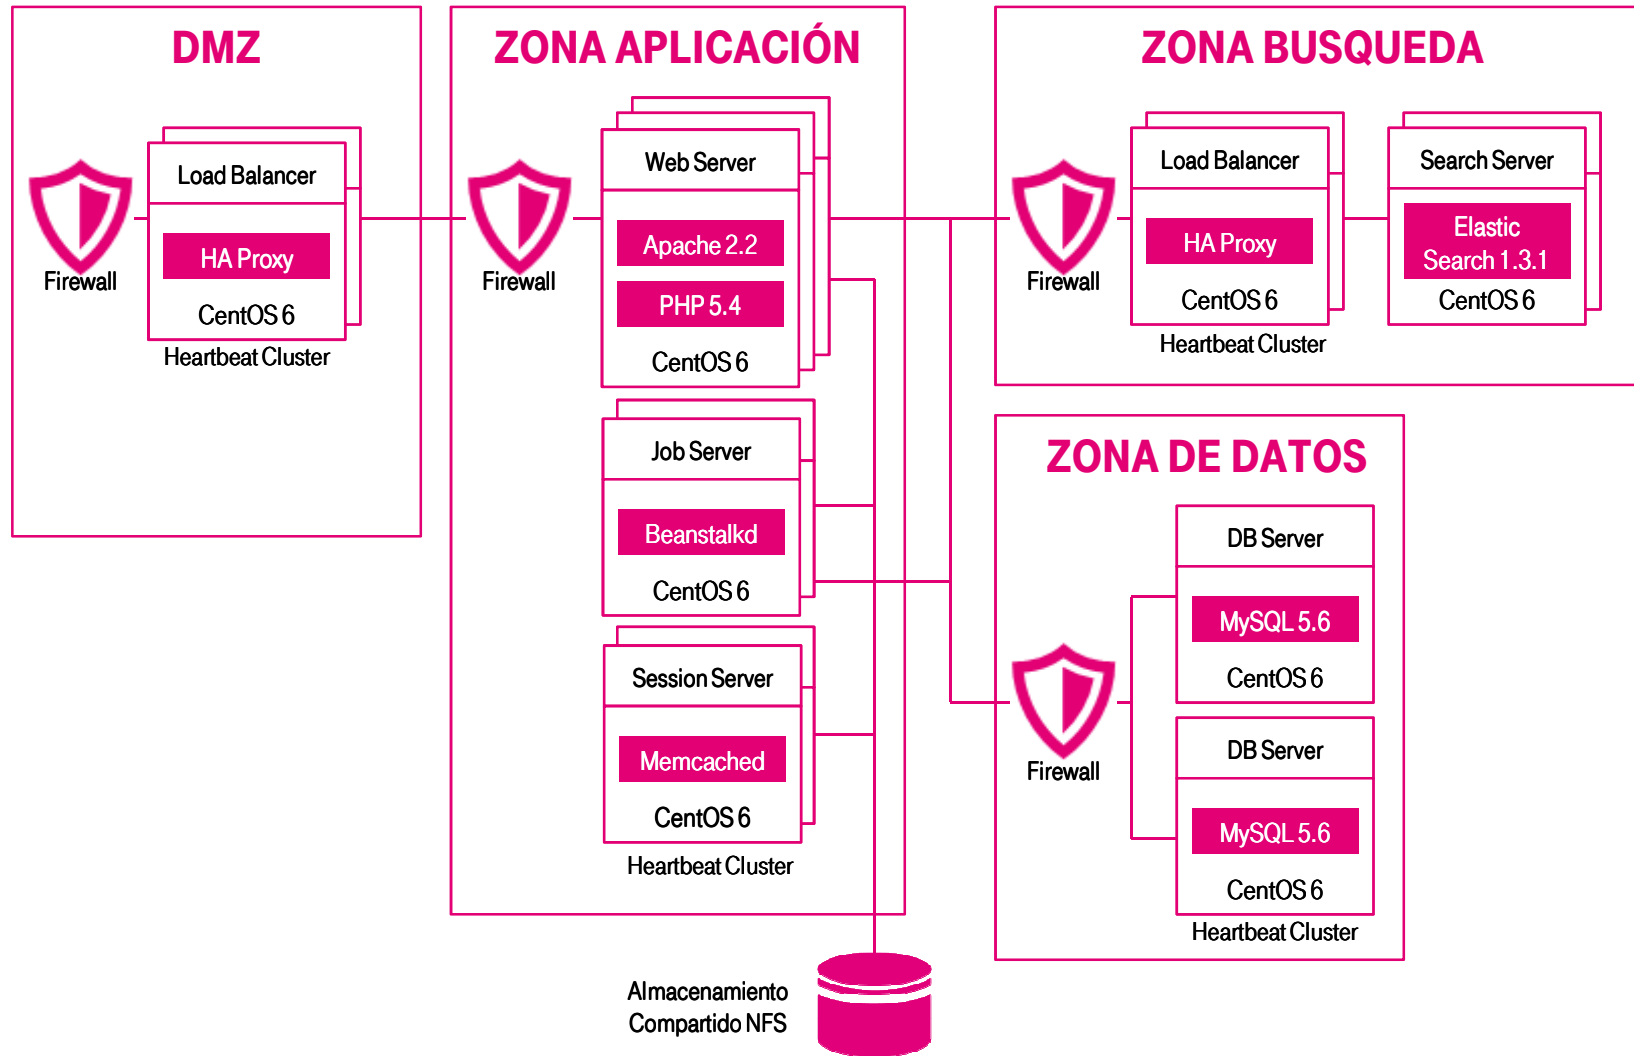 DMZ
Firewall
Load Balancer
HA Proxy
CentOS 6
Heartbeat Cluster
ZONA APLICACIÓN
Firewall
Web Server
Apache 2.2
PHP 5.4
CentOS 6
Job Server
Beanstalkd
CentOS 6
Session Server
Memcached
CentOS 6
Heartbeat Cluster
Almacenamiento
Compartido NFS
ZONA BUSQUEDA
Firewall
Load Balancer
HA Proxy
CentOS 6
Heartbeat Cluster
Search Server
Elastic
Search 1.3.1
CentOS 6
ZONA DE DATOS
Firewall
DB Server
MySQL 5.6
CentOS 6
DB Server
MySQL 5.6
CentOS 6
Heartbeat Cluster